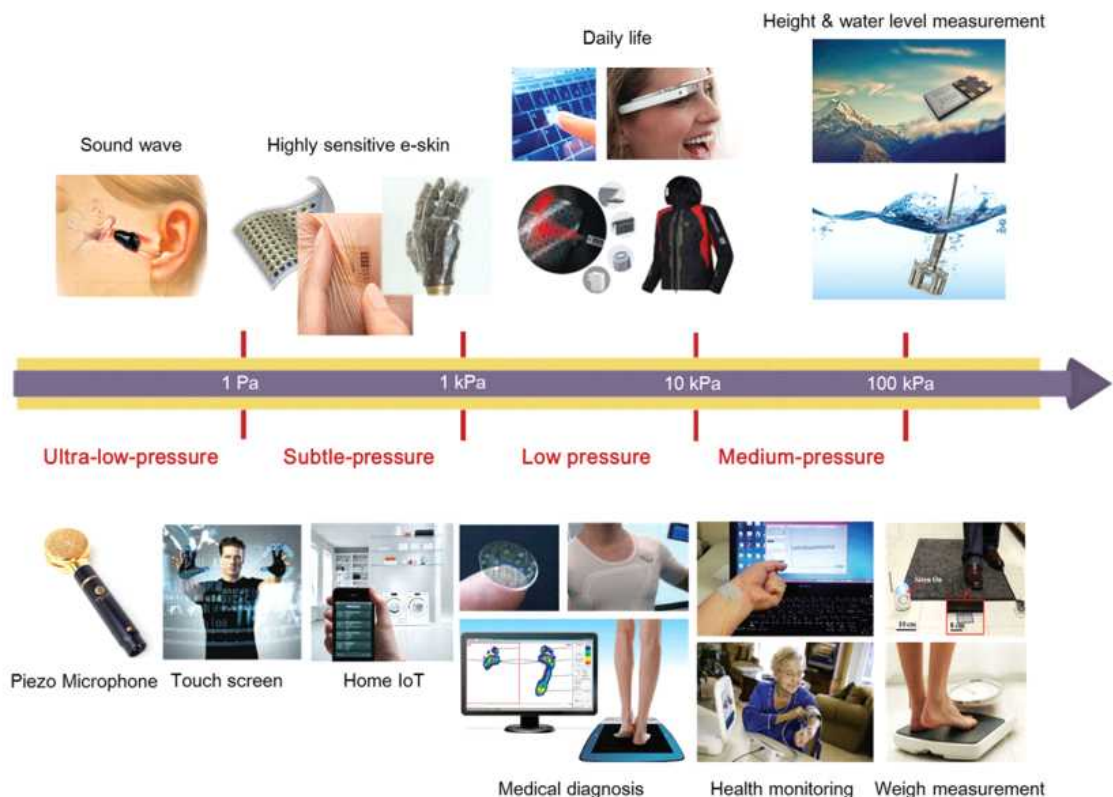 Height & water level measurement
Daily life
Sound wave
Highly sensitive e-skin
1 Pa
1 kPa
10 kPa
100 kPa
Ultra-low-pressure
Subtle-pressure
Low pressure
Medium-pressure
10 cm
Piezo Microphone
Touch screen
Home IoT
Medical diagnosis
Health monitoring
Weigh measurement